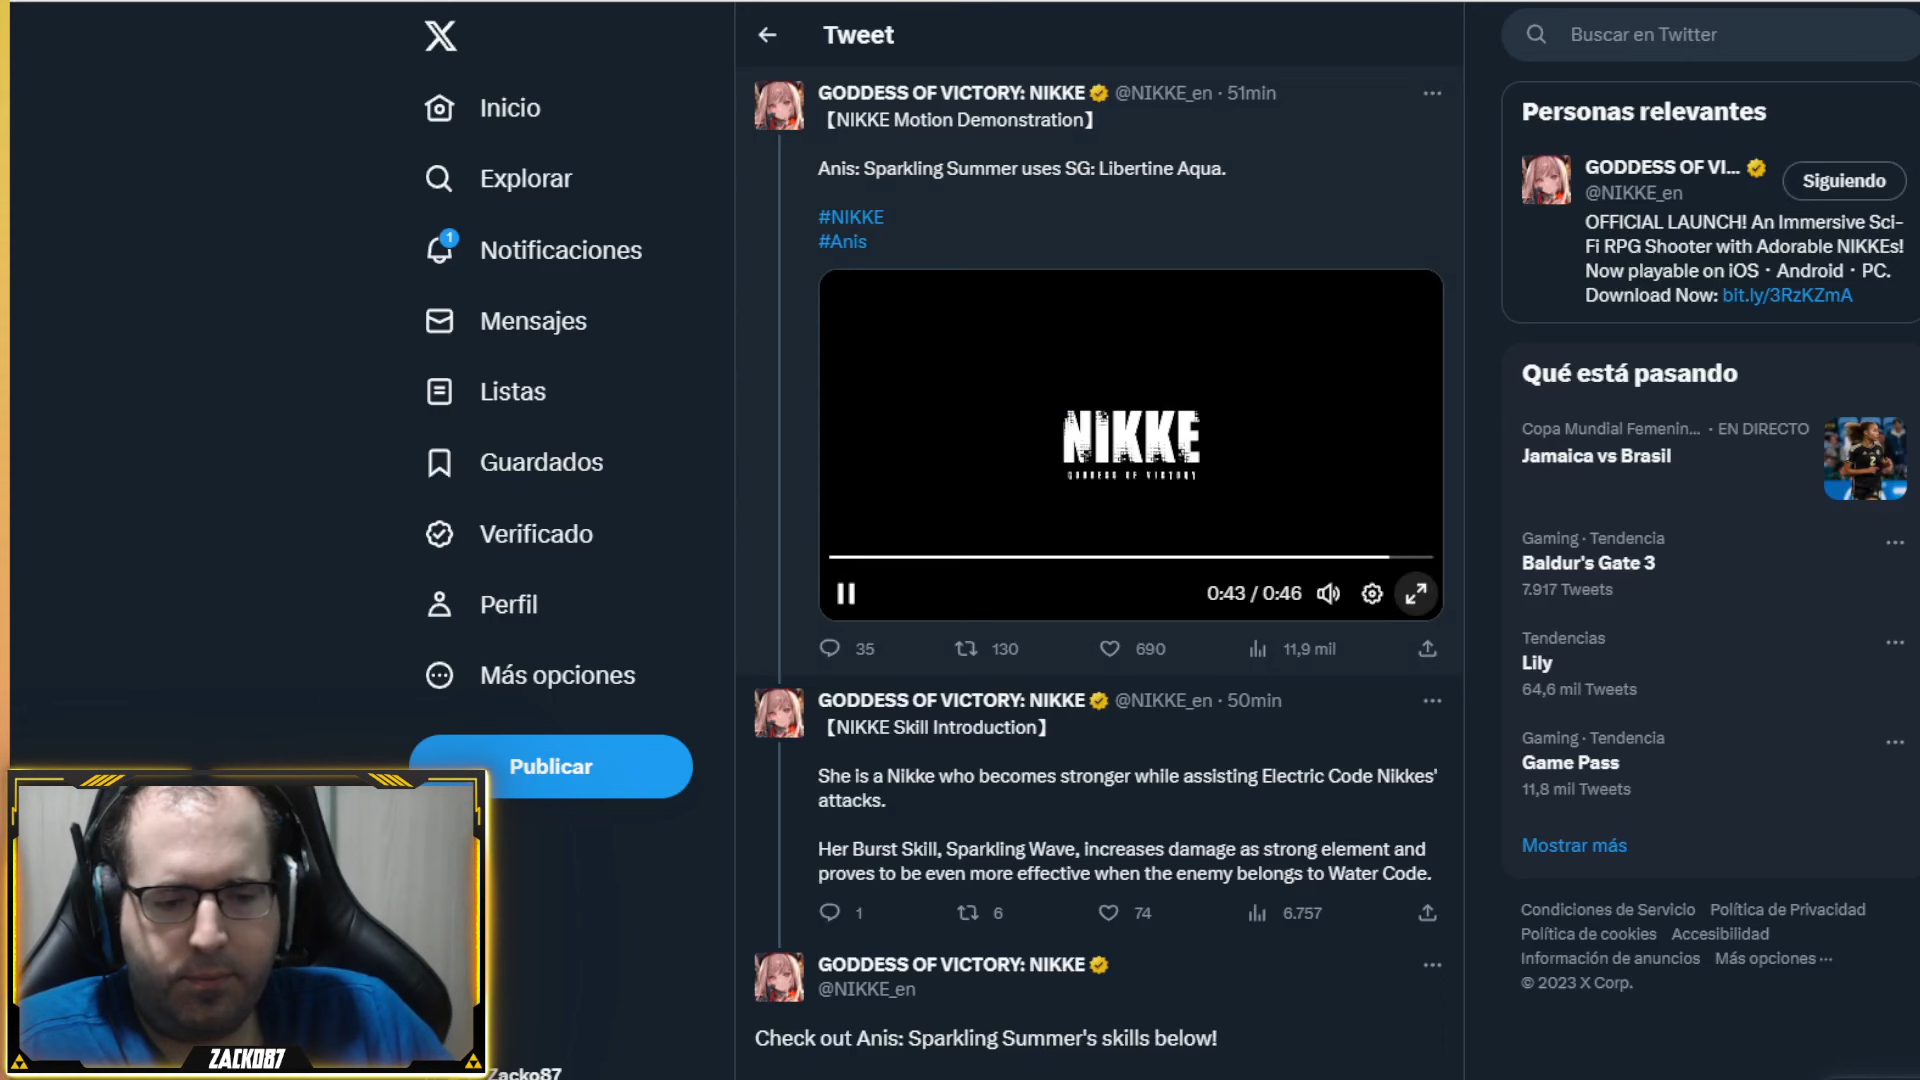 Inicio
Explorar
1
Notificaciones
Mensajes
Listas
Guardados
Verificado
Perfil
Más opciones
Publicar
ZACKO87
Zacko87
Tweet
GODDESS OF VICTORY: NIKKE @NIKKE_en · 51min
【NIKKE Motion Demonstration】
Anis: Sparkling Summer uses SG: Libertine Aqua.
#NIKKE
#Anis
NIKKE
GODDESS OF VICTORY
0:43 / 0:46
35 130 690 11,9 mil
GODDESS OF VICTORY: NIKKE @NIKKE_en · 50min
【NIKKE Skill Introduction】
She is a Nikke who becomes stronger while assisting Electric Code Nikkes'
attacks.
Her Burst Skill, Sparkling Wave, increases damage as strong element and
proves to be even more effective when the enemy belongs to Water Code.
1 6 74 6.757
GODDESS OF VICTORY: NIKKE
@NIKKE_en
Check out Anis: Sparkling Summer's skills below!
Buscar en Twitter
Personas relevantes
GODDESS OF VI...
@NIKKE_en
Siguiendo
OFFICIAL LAUNCH! An Immersive Sci-
Fi RPG Shooter with Adorable NIKKEs!
Now playable on iOS・Android・PC.
Download Now: bit.ly/3RzKZmA
Qué está pasando
Copa Mundial Femenin... · EN DIRECTO
Jamaica vs Brasil
Gaming · Tendencia
Baldur's Gate 3
7.917 Tweets
Tendencias
Lily
64,6 mil Tweets
Gaming · Tendencia
Game Pass
11,8 mil Tweets
Mostrar más
Condiciones de Servicio Política de Privacidad
Política de cookies Accesibilidad
Información de anuncios Más opciones ···
© 2023 X Corp.